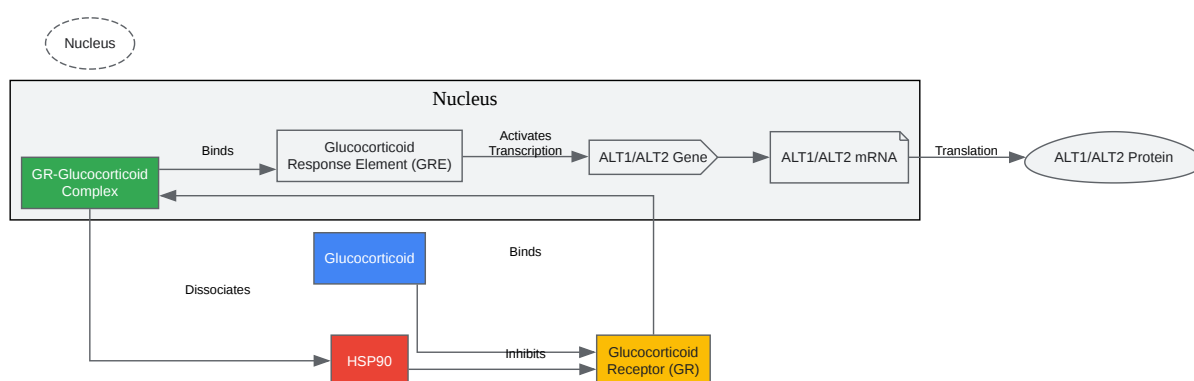 Nucleus
Nucleus
Activates
Transcription
Binds
Glucocorticoid
Response Element (GRE)
ALT1/ALT2 Gene
ALT1/ALT2 mRNA
Translation
ALT1/ALT2 Protein
GR-Glucocorticoid
Complex
Glucocorticoid
Binds
Dissociates
HSP90
Inhibits
Glucocorticoid
Receptor (GR)